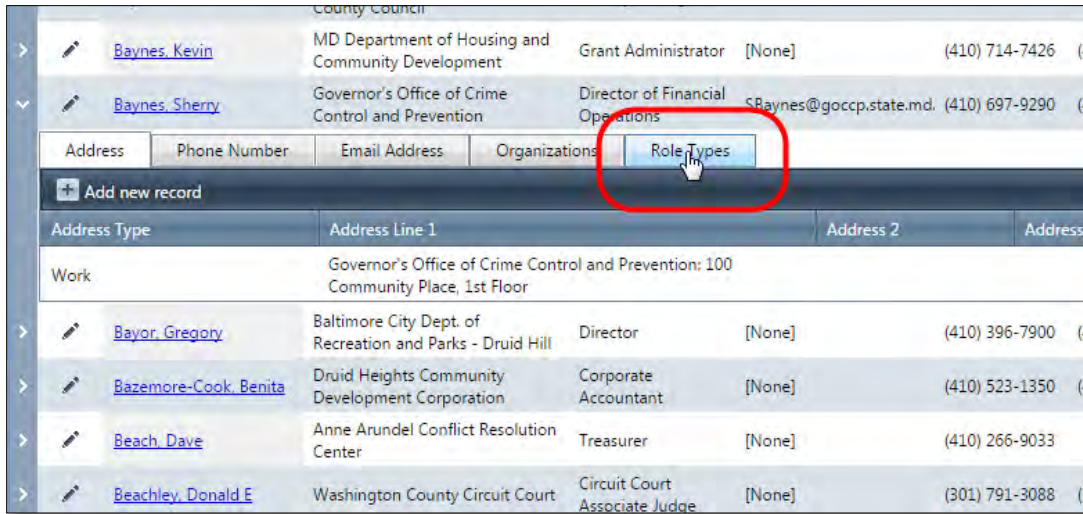 County Council
Baynes, Kevin
MD Department of Housing and
Community Development
Grant Administrator
[None]
(410) 714-7426
(
Baynes, Sherry
Governor's Office of Crime
Control and Prevention
Director of Financial
Operations
SBaynes@goccp.state.md.
(410) 697-9290
(
Address
Phone Number
Email Address
Organizations
Role Types
Add new record
Address Type
Address Line 1
Address 2
Address
Work
Governor's Office of Crime Control and Prevention; 100
Community Place, 1st Floor
Bayor, Gregory
Baltimore City Dept. of
Recreation and Parks - Druid Hill
Director
[None]
(410) 396-7900
(
Bazemore-Cook, Benita
Druid Heights Community
Development Corporation
Corporate
Accountant
[None]
(410) 523-1350
(
Beach, Dave
Anne Arundel Conflict Resolution
Center
Treasurer
[None]
(410) 266-9033
Beachley, Donald E
Washington County Circuit Court
Circuit Court
Associate Judge
[None]
(301) 791-3088
(